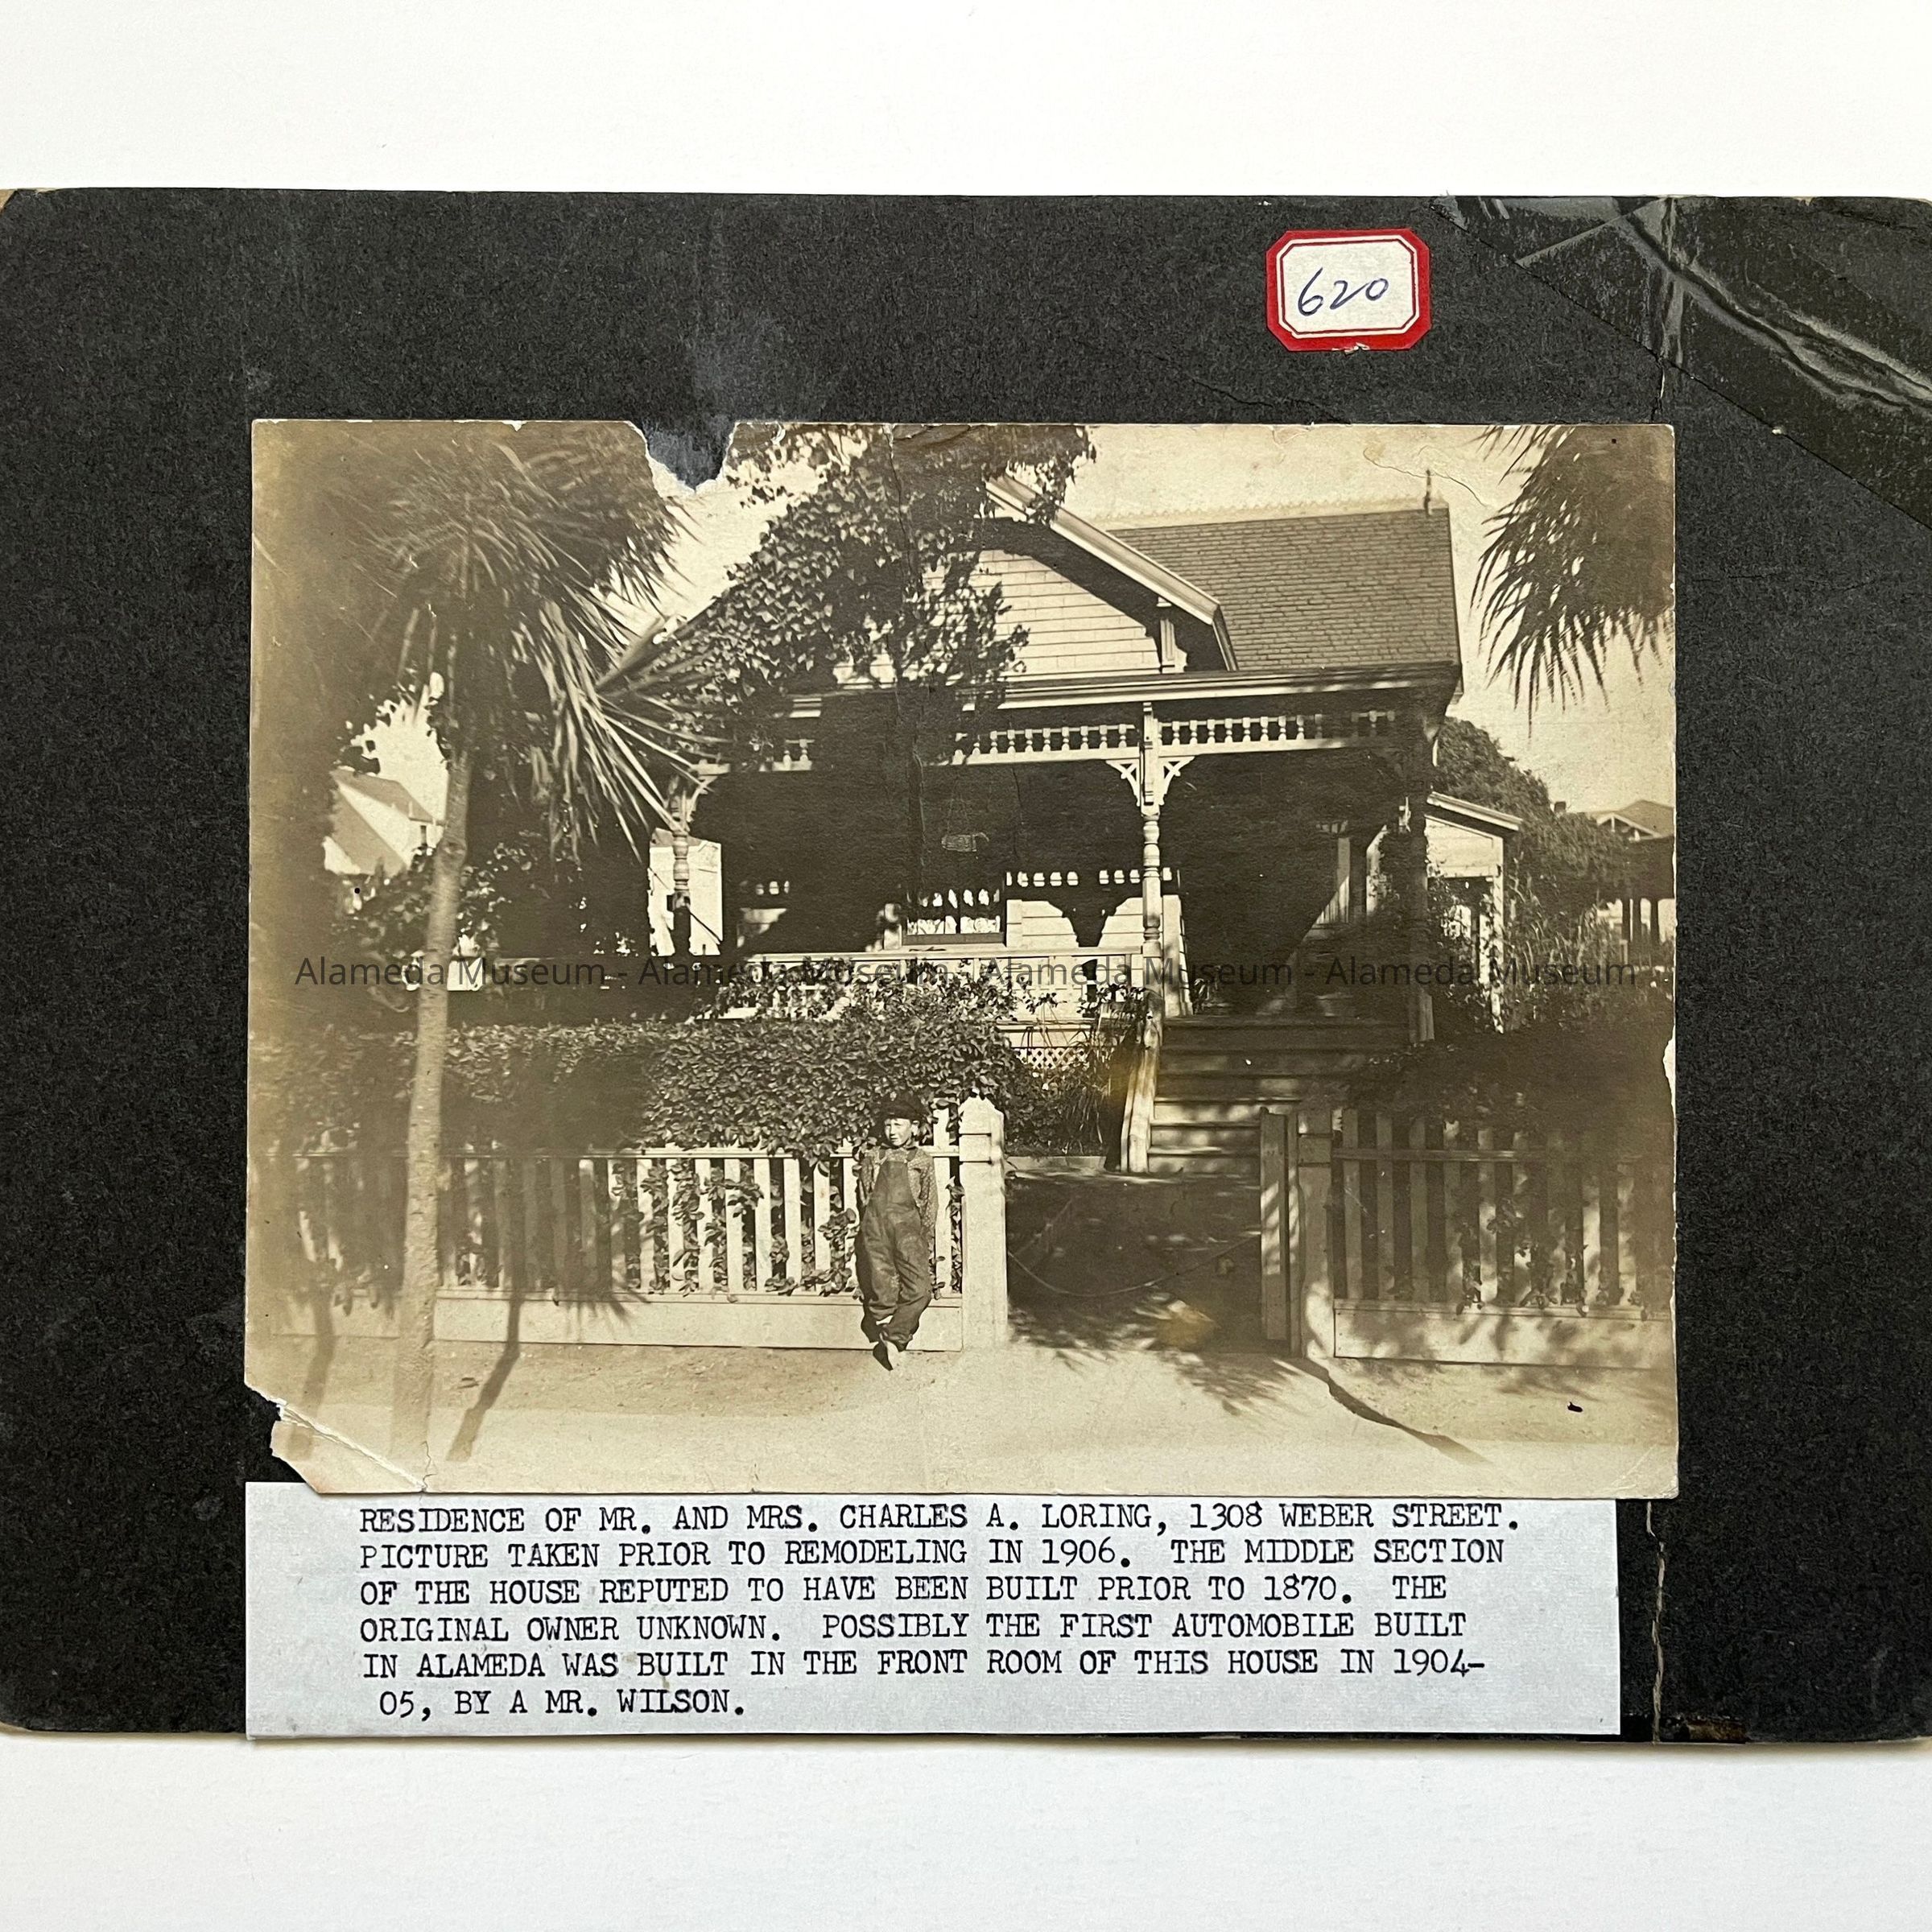 620
Alameda Museum - Alameda Museum - Alameda Museum - Alameda Museum
RESIDENCE OF MR. AND MRS. CHARLES A. LORING, 1308 WEBER STREET.
PICTURE TAKEN PRIOR TO REMODELING IN 1906. THE MIDDLE SECTION
OF THE HOUSE REPUTED TO HAVE BEEN BUILT PRIOR TO 1870. THE
ORIGINAL OWNER UNKNOWN. POSSIBLY THE FIRST AUTOMOBILE BUILT
IN ALAMEDA WAS BUILT IN THE FRONT ROOM OF THIS HOUSE IN 1904-
05, BY A MR. WILSON.